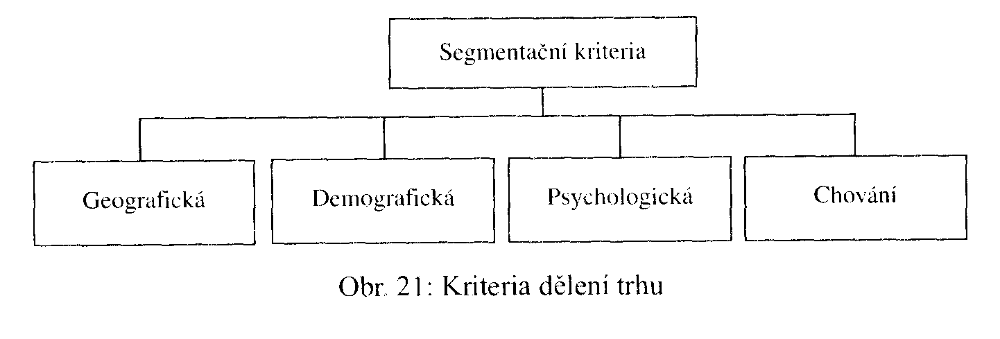 Segmentační kriteria
Geografická
Demografická
Psychologická
Chování
Obr. 21: Kriteria dělení trhu